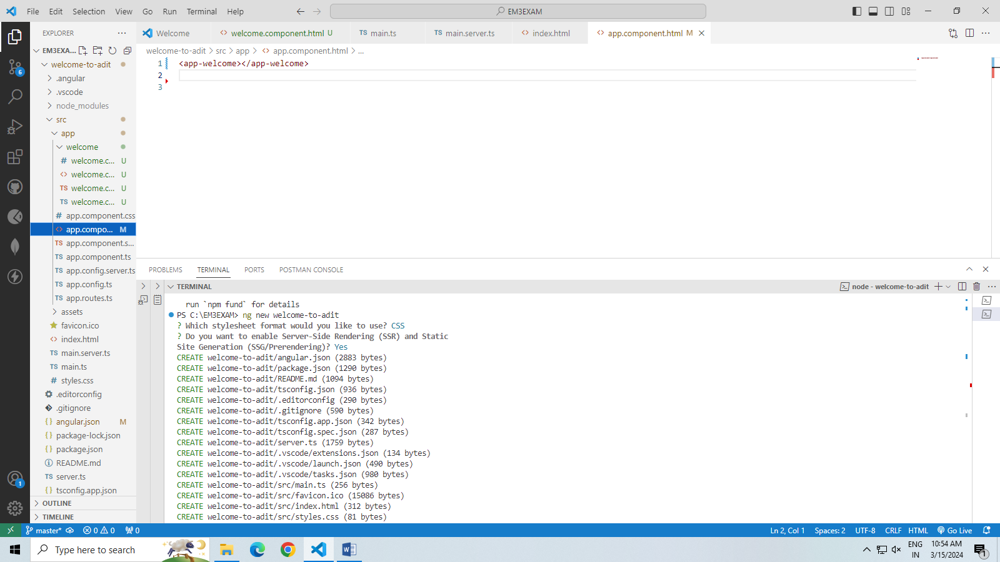 File Edit Selection View Go Run Terminal Help
EM3EXAM
EXPLORER
Welcome
welcome.component.html U
TS main.ts
TS main.server.ts
index.html
app.component.html M
EM3EXA...
welcome-to-adit > src > app > app.component.html > ...
welcome-to-adit
.angular
.vscode
node_modules
src
app
welcome
# welcome.c... U
welcome.c... U
TS welcome.c... U
TS welcome.c... U
# app.component.css
app.compo... M
TS app.component.s...
TS app.component.ts
TS app.config.server.ts
TS app.config.ts
TS app.routes.ts
assets
favicon.ico
index.html
TS main.server.ts
TS main.ts
# styles.css
.editorconfig
.gitignore
{} angular.json M
{} package-lock.json
{} package.json
README.md
TS server.ts
{} tsconfig.app.json
OUTLINE
TIMELINE
6
1
1 <app-welcome></app-welcome>
2
3
PROBLEMS TERMINAL PORTS POSTMAN CONSOLE
TERMINAL
node - welcome-to-adit
run `npm fund` for details
PS C:\EM3EXAM> ng new welcome-to-adit
? Which stylesheet format would you like to use? CSS
? Do you want to enable Server-Side Rendering (SSR) and Static
Site Generation (SSG/Prerendering)? Yes
CREATE welcome-to-adit/angular.json (2883 bytes)
CREATE welcome-to-adit/package.json (1290 bytes)
CREATE welcome-to-adit/README.md (1094 bytes)
CREATE welcome-to-adit/tsconfig.json (936 bytes)
CREATE welcome-to-adit/.editorconfig (290 bytes)
CREATE welcome-to-adit/.gitignore (590 bytes)
CREATE welcome-to-adit/tsconfig.app.json (342 bytes)
CREATE welcome-to-adit/tsconfig.spec.json (287 bytes)
CREATE welcome-to-adit/server.ts (1759 bytes)
CREATE welcome-to-adit/.vscode/extensions.json (134 bytes)
CREATE welcome-to-adit/.vscode/launch.json (490 bytes)
CREATE welcome-to-adit/.vscode/tasks.json (980 bytes)
CREATE welcome-to-adit/src/main.ts (256 bytes)
CREATE welcome-to-adit/src/favicon.ico (15086 bytes)
CREATE welcome-to-adit/src/index.html (312 bytes)
CREATE welcome-to-adit/src/styles.css (81 bytes)
master* 0 0 0
Ln 2, Col 1 Spaces: 2 UTF-8 CRLF HTML Go Live
Type here to search
ENG
IN
10:54 AM
3/15/2024
1